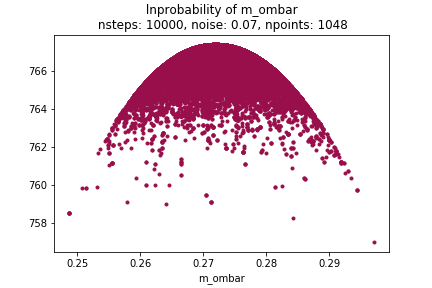 lnprobability of m_ombar
nsteps: 10000, noise: 0.07, npoints: 1048
766
764
762
760
758
0.25 0.26 0.27 0.28 0.29
m_ombar